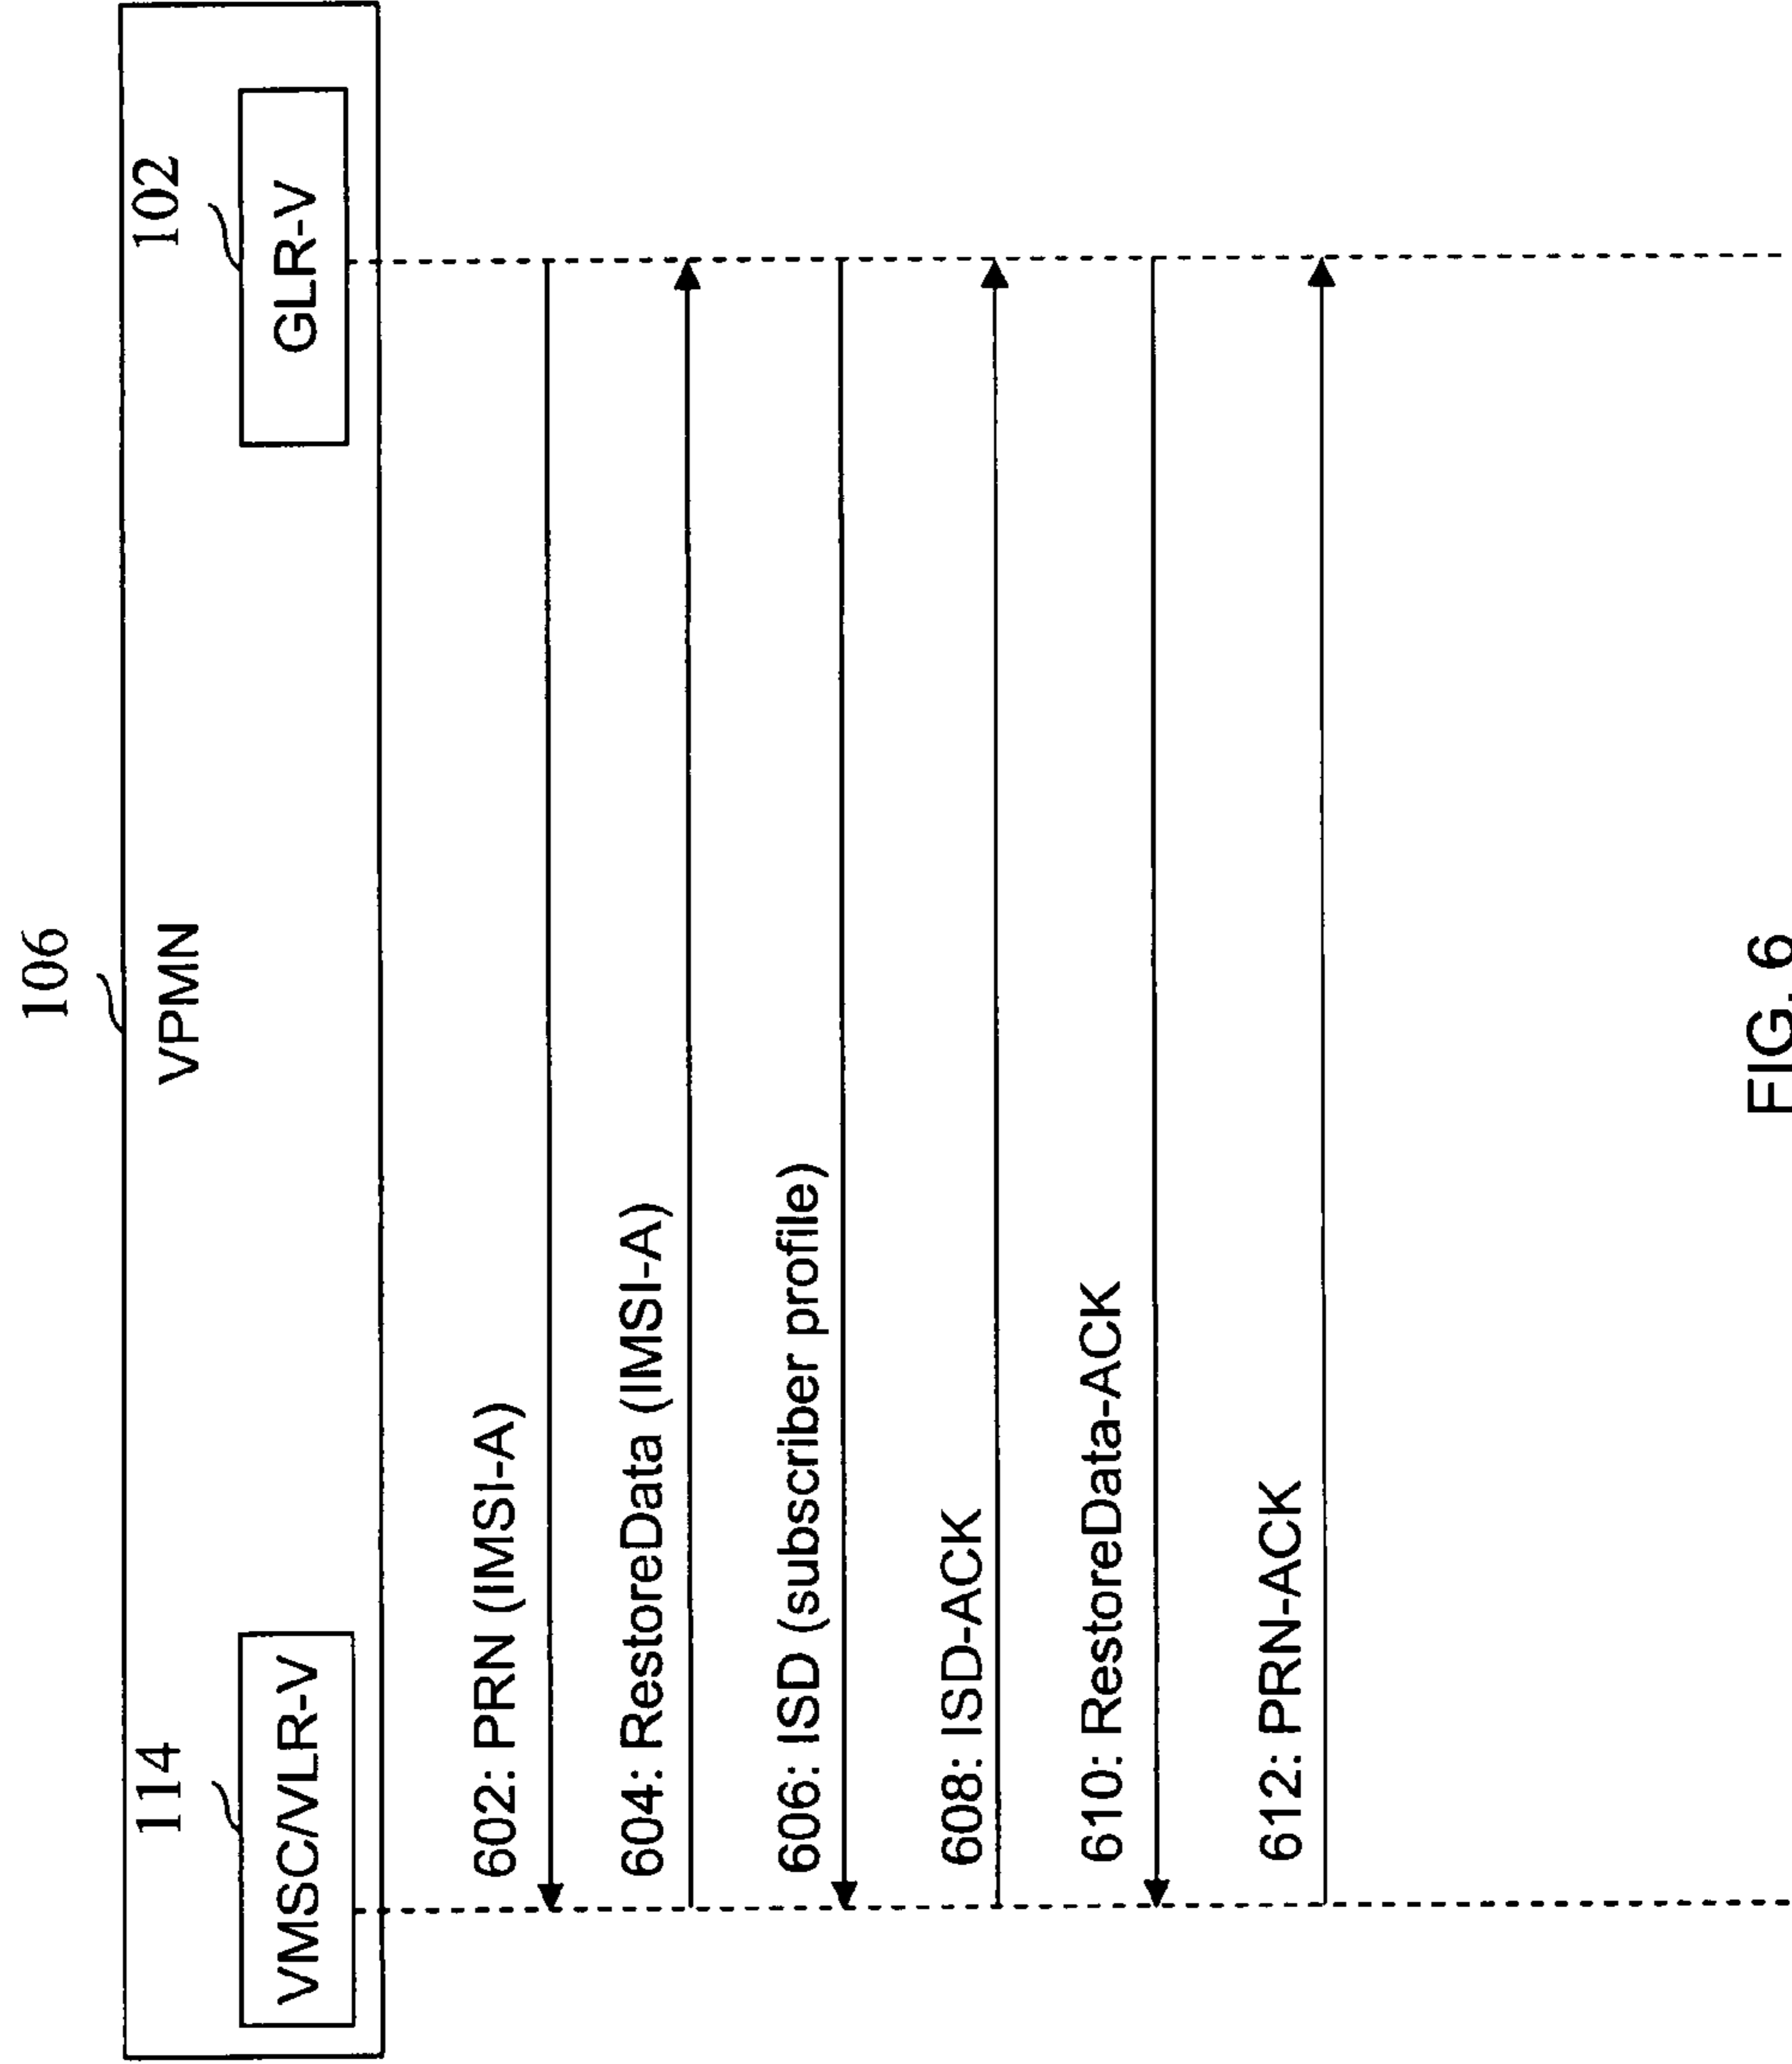 106
VPMN
114
102
VMSC/VLR-V
GLR-V
602: PRN (IMSI-A)
604: RestoreData (IMSI-A)
606: ISD (subscriber profile)
608: ISD-ACK
610: RestoreData-ACK
612: PRN-ACK
FIG. 6